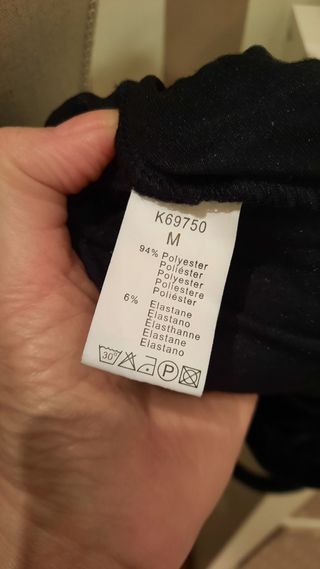 K69750
M
94% Polyester
Poliéster
Polyester
Poliestere
Poliéster
6% Elastane
Elastano
Elasthanne
Elastane
Elastano
30° P